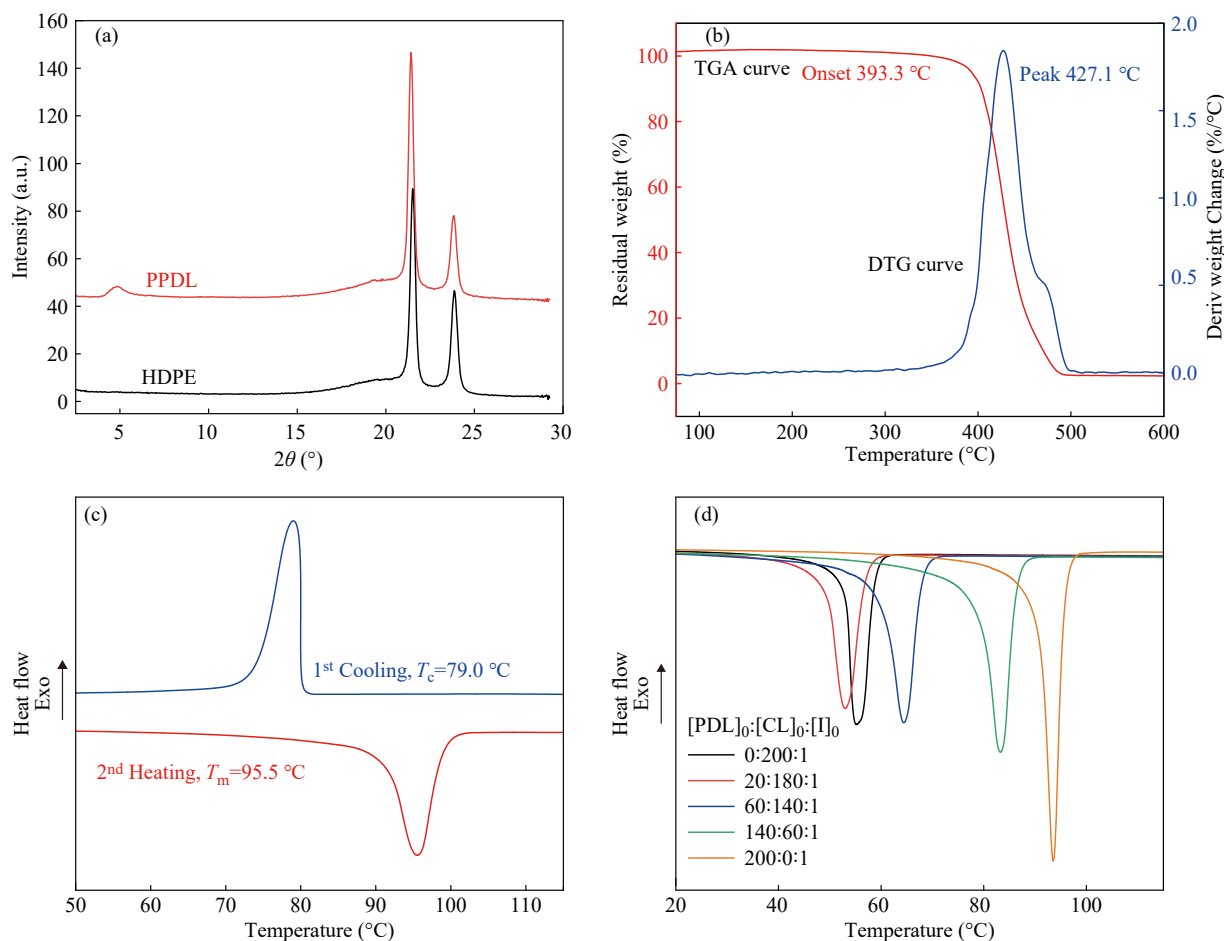 (a)
160
140
120
100
80
60
40
20
0
Intensity (a.u.)
PPDL
HDPE
5
10
15
20
25
30
2θ (°)
(b)
100
80
60
40
20
0
Residual weight (%)
TGA curve
Onset 393.3 °C
Peak 427.1 °C
DTG curve
2.0
1.5
1.0
0.5
0.0
Deriv weight Change (%/°C)
100
200
300
400
500
600
Temperature (°C)
(c)
Heat flow
Exo
1st Cooling, Tc=79.0 °C
2nd Heating, Tm=95.5 °C
50
60
70
80
90
100
110
Temperature (°C)
(d)
Heat flow
Exo
[PDL]0:[CL]0:[I]0
0:200:1
20:180:1
60:140:1
140:60:1
200:0:1
20
40
60
80
100
Temperature (°C)